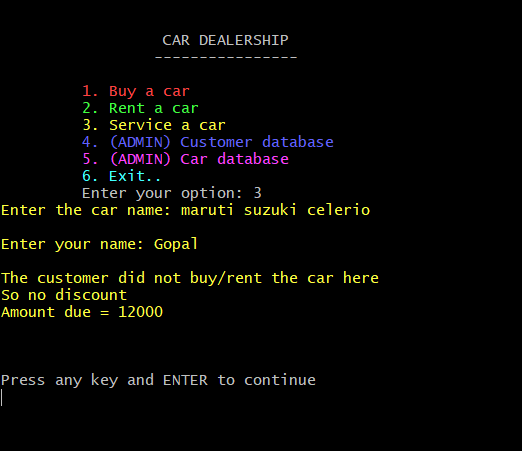 CAR DEALERSHIP
----------------
1. Buy a car
2. Rent a car
3. Service a car
4. (ADMIN) Customer database
5. (ADMIN) Car database
6. Exit..
Enter your option: 3
Enter the car name: maruti suzuki celerio
Enter your name: Gopal
The customer did not buy/rent the car here
So no discount
Amount due = 12000
Press any key and ENTER to continue